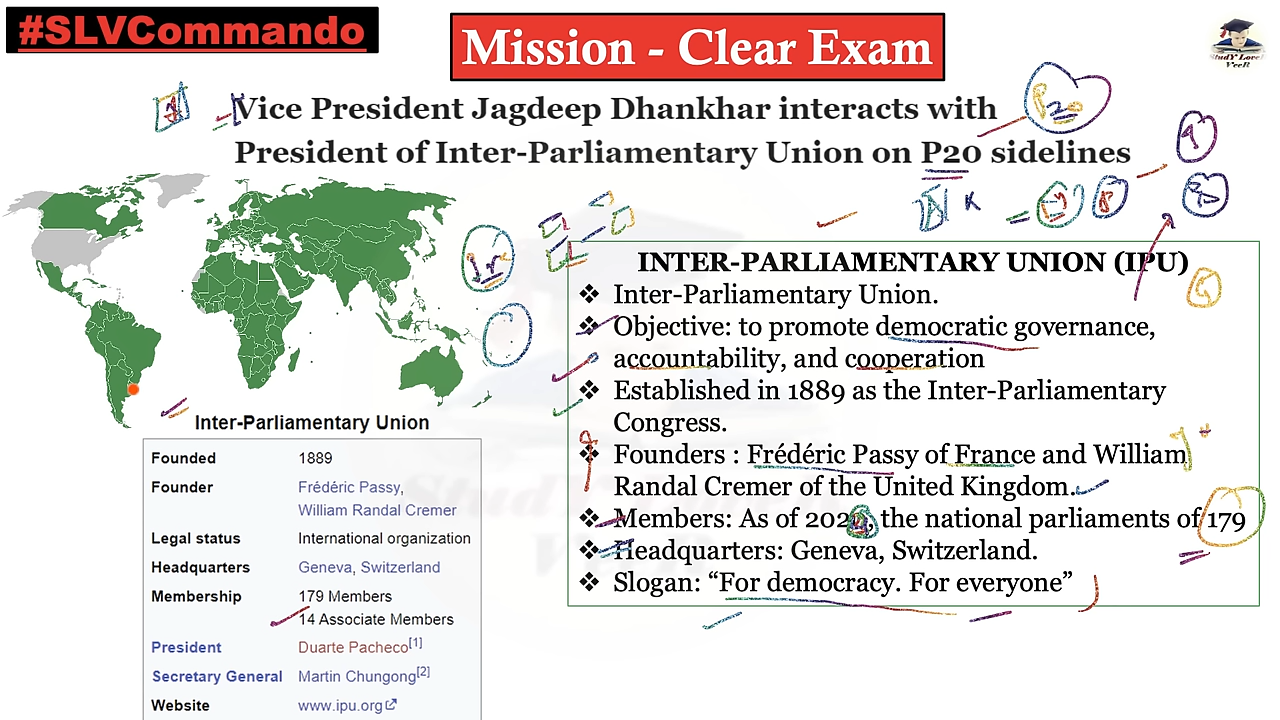 #SLVCommando
Mission - Clear Exam
StudY Love
VeeR
Vice President Jagdeep Dhankhar interacts with
President of Inter-Parliamentary Union on P20 sidelines
P20
Inter-Parliamentary Union
Founded 1889
Founder Frédéric Passy,
William Randal Cremer
Legal status International organization
Headquarters Geneva, Switzerland
Membership 179 Members
14 Associate Members
President Duarte Pacheco[1]
Secretary General Martin Chungong[2]
Website www.ipu.org
INTER-PARLIAMENTARY UNION (IPU)
❖ Inter-Parliamentary Union.
❖ Objective: to promote democratic governance,
❖ accountability, and cooperation
❖ Established in 1889 as the Inter-Parliamentary
Congress.
❖ Founders : Frédéric Passy of France and William
Randal Cremer of the United Kingdom.
❖ Members: As of 202, the national parliaments of 179
❖ Headquarters: Geneva, Switzerland.
❖ Slogan: “For democracy. For everyone”